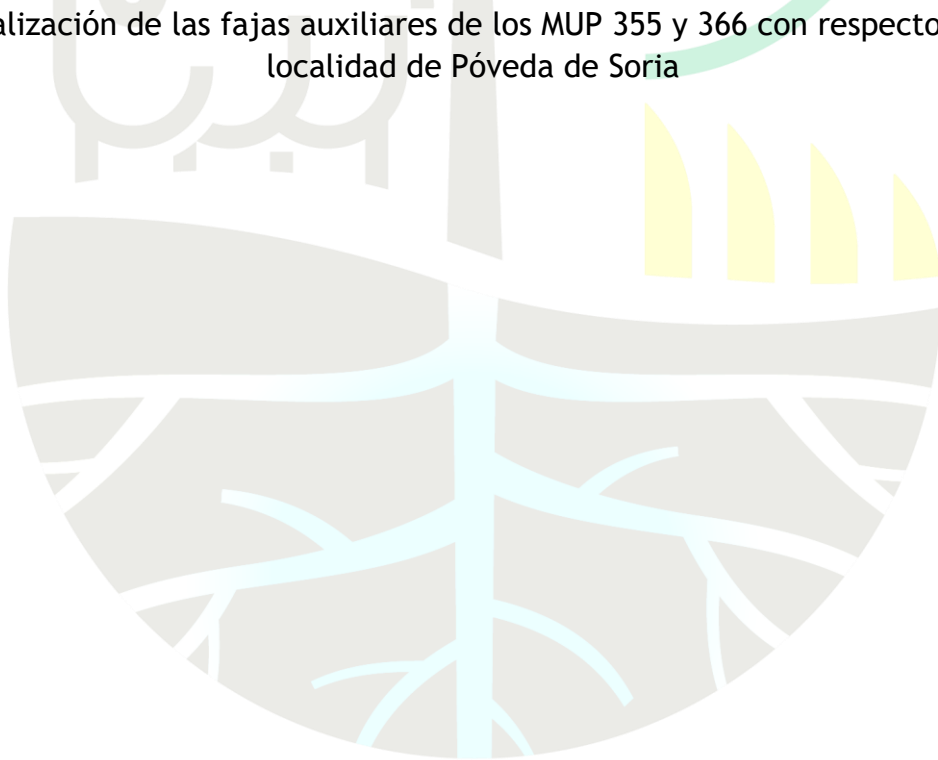 alización de las fajas auxiliares de los MUP 355 y 366 con respecto
localidad de Póveda de Soria